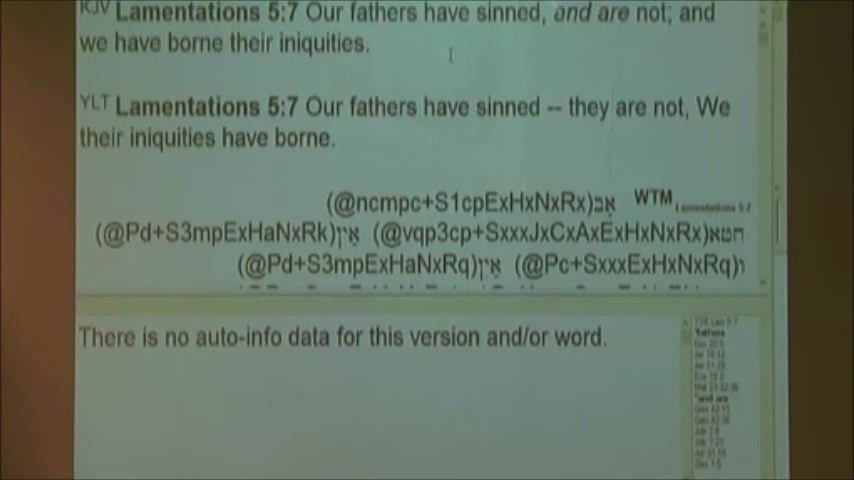 KJV Lamentations 5:7 Our fathers have sinned, and are not; and
we have borne their iniquities.
YLT Lamentations 5:7 Our fathers have sinned -- they are not, We
their iniquities have borne.
WTM Lamentations 5:7 אָב(@ncmpc+S1cpExHxNxRx)
חטא(@vqp3cp+SxxxJxCxAxExHxNxRx) אַיִן(@Pd+S3mpExHaNxRk)
ו(@Pc+SxxxExHxNxRq) אַיִן(@Pd+S3mpExHaNxRq)
There is no auto-info data for this version and/or word.